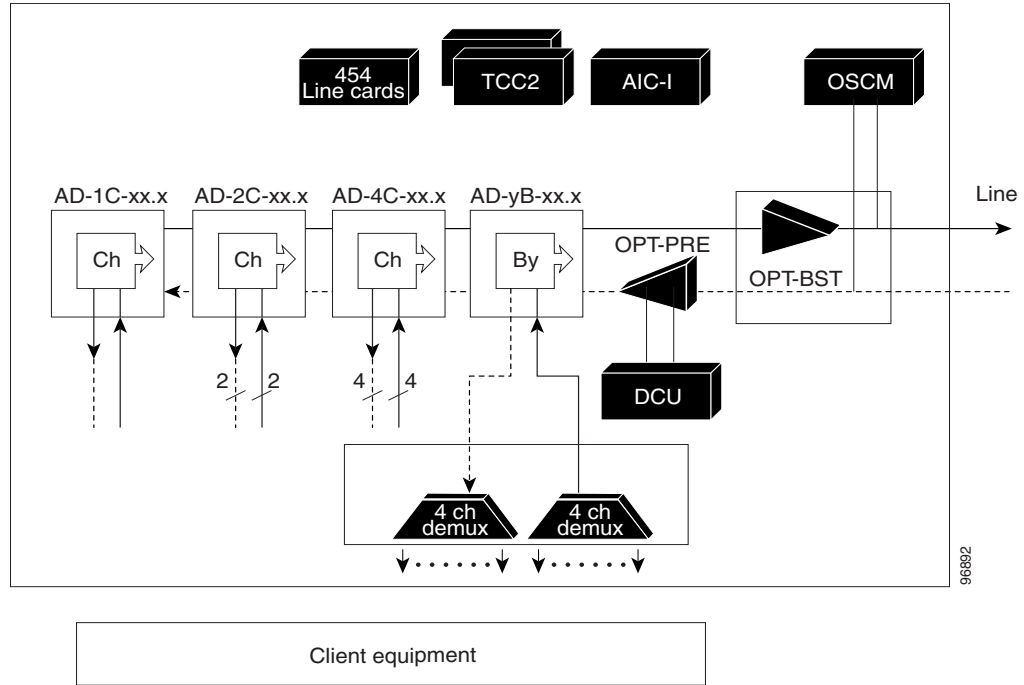 454
Line cards
TCC2
AIC-I
OSCM
AD-1C-xx.x
AD-2C-xx.x
AD-4C-xx.x
AD-yB-xx.x
Line
Ch
Ch
Ch
By
OPT-PRE
OPT-BST
2
2
4
4
DCU
4 ch
demux
4 ch
demux
96892
Client equipment